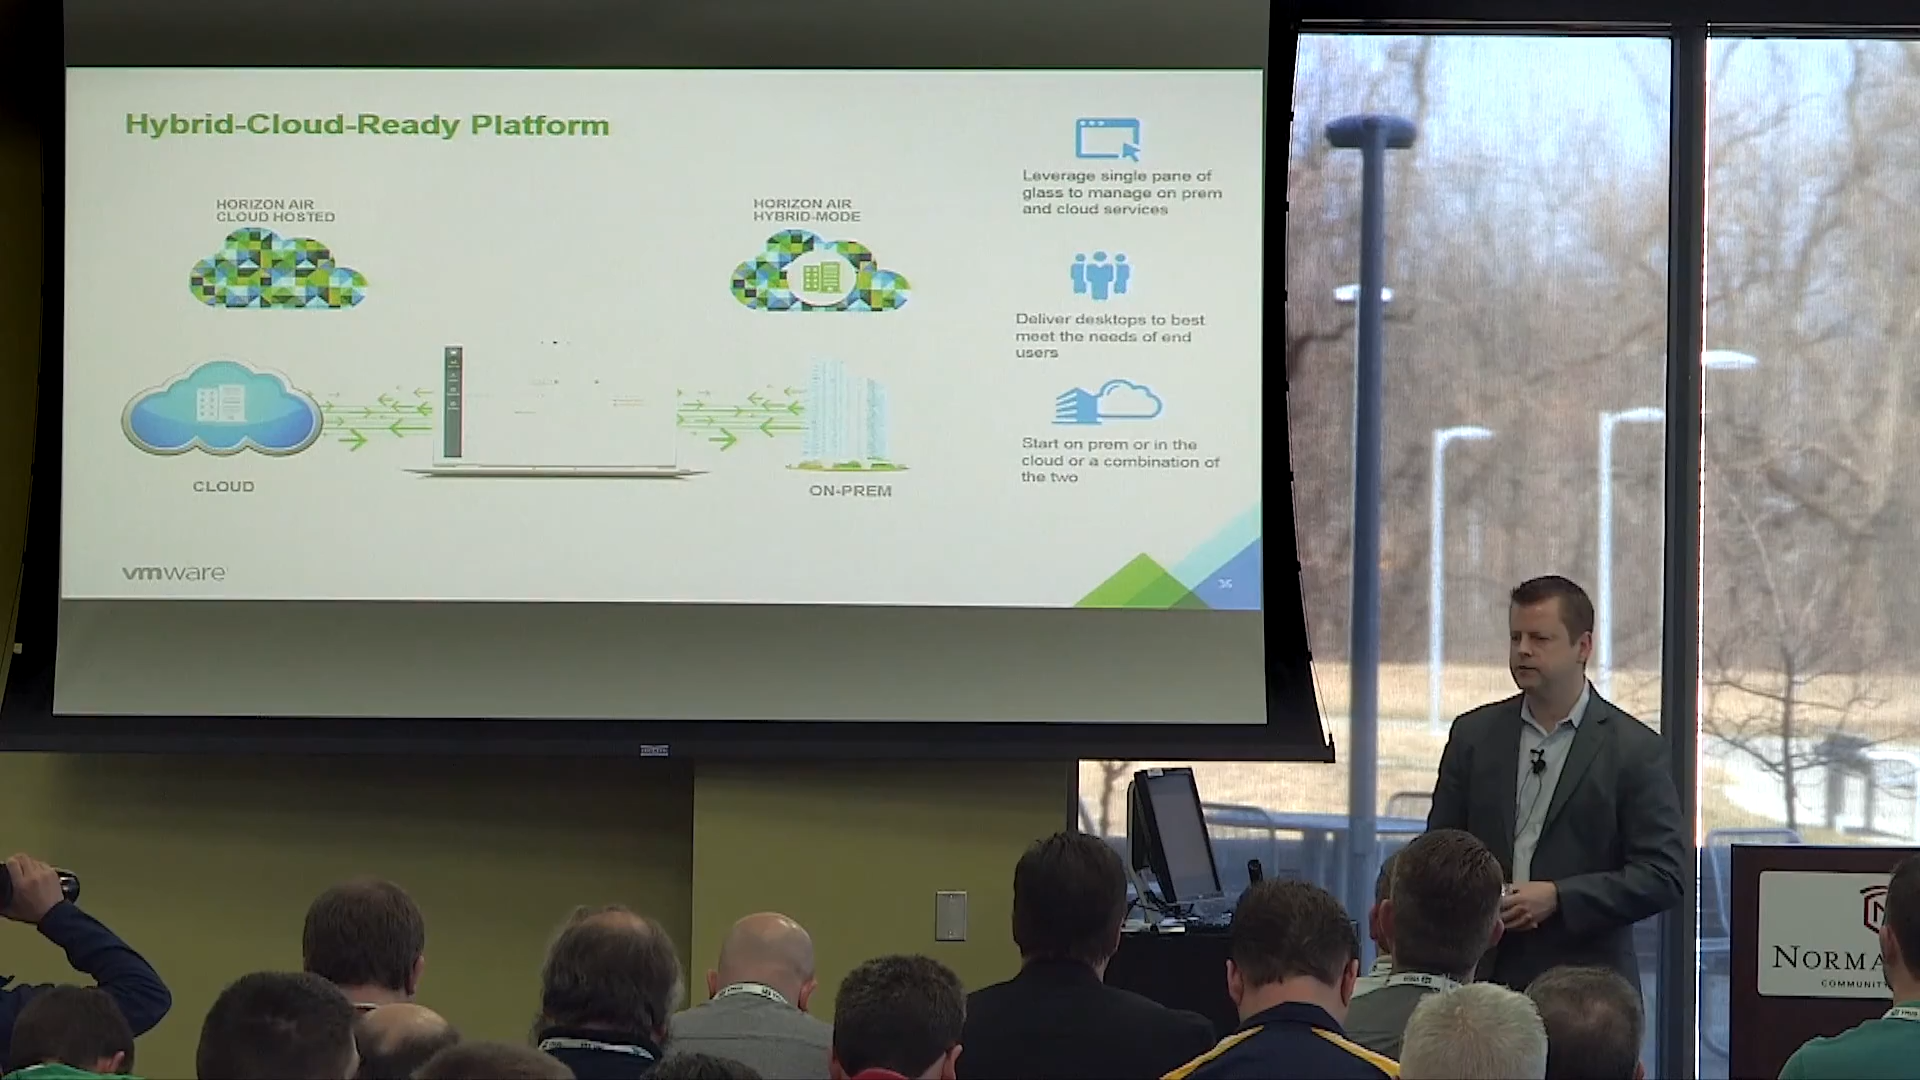 Hybrid-Cloud-Ready Platform
HORIZON AIR
CLOUD HOSTED
HORIZON AIR
HYBRID-MODE
CLOUD
ON-PREM
Leverage single pane of
glass to manage on prem
and cloud services
Deliver desktops to best
meet the needs of end
users
Start on prem or in the
cloud or a combination of
the two
vmware
36
NORMA
COMMUNIT